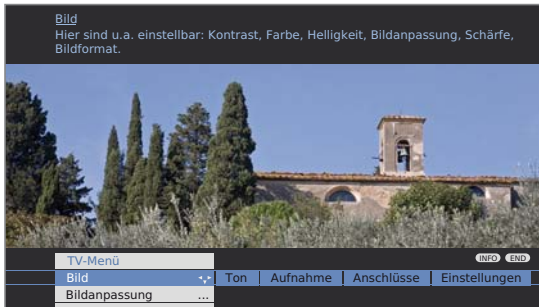 Bild
Hier sind u.a. einstellbar: Kontrast, Farbe, Helligkeit, Bildanpassung, Schärfe,
Bildformat.
INFO END
TV-Menü
Bild Ton Aufnahme Anschlüsse Einstellungen
Bildanpassung ...